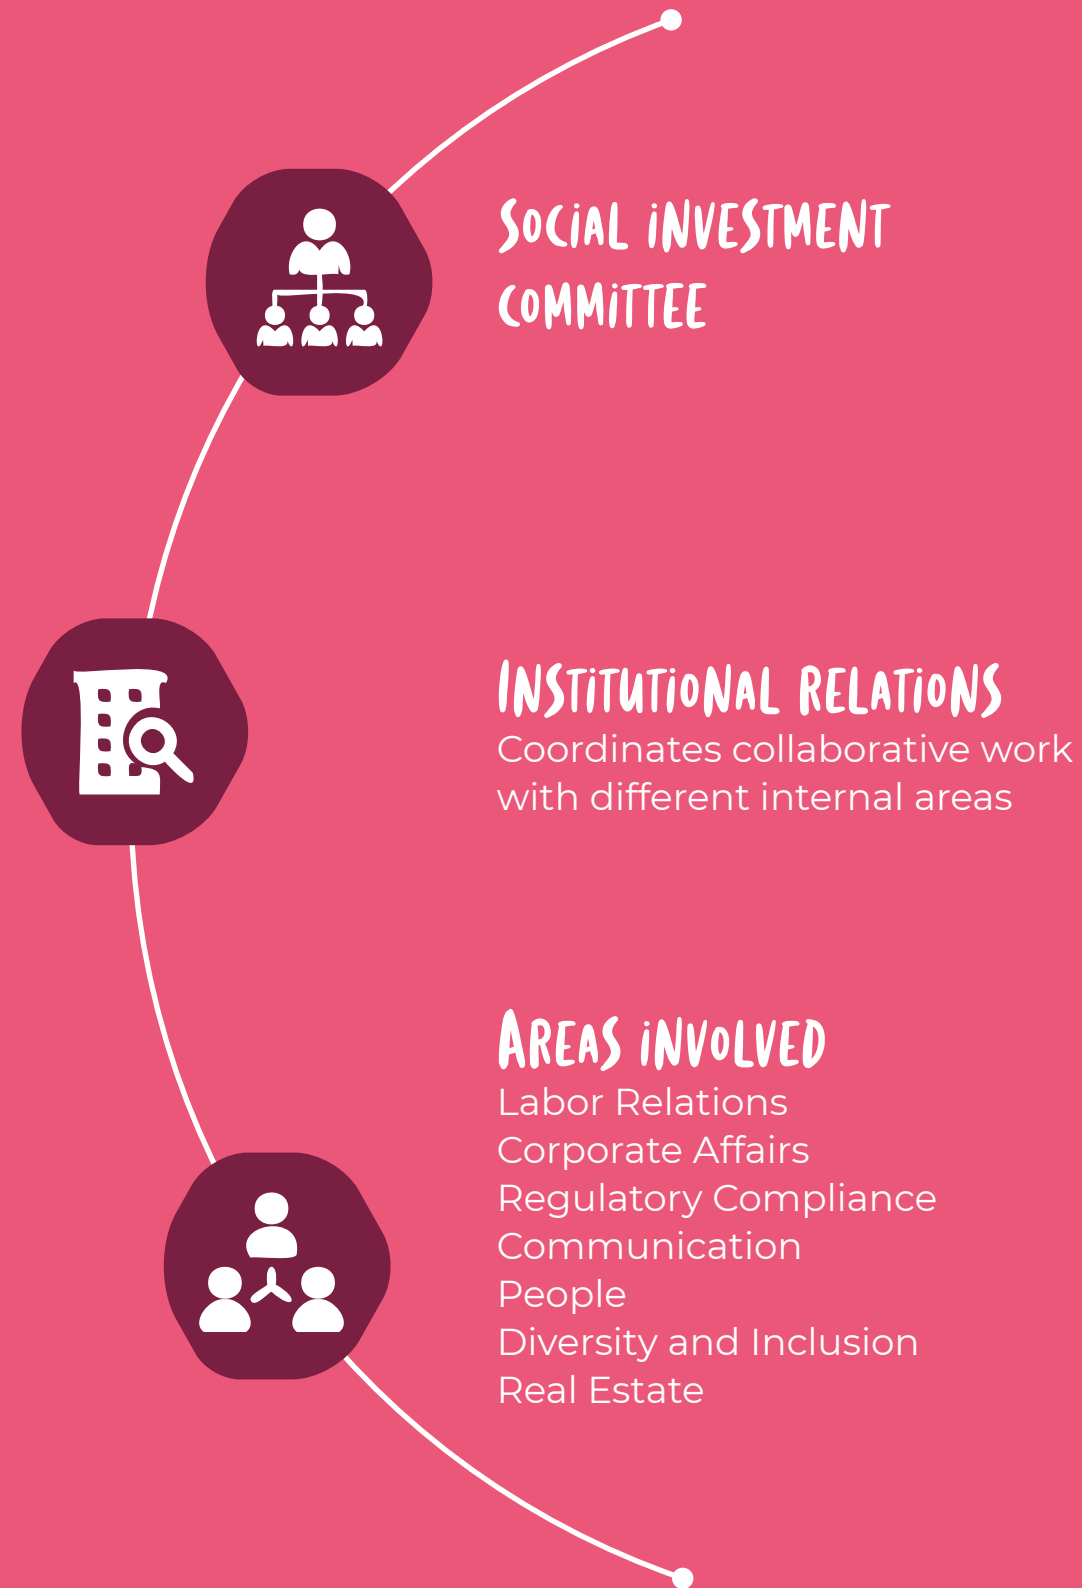 Social investment
committee
Institutional relations
Coordinates collaborative work
with different internal areas
Areas involved
Labor Relations
Corporate Affairs
Regulatory Compliance
Communication
People
Diversity and Inclusion
Real Estate